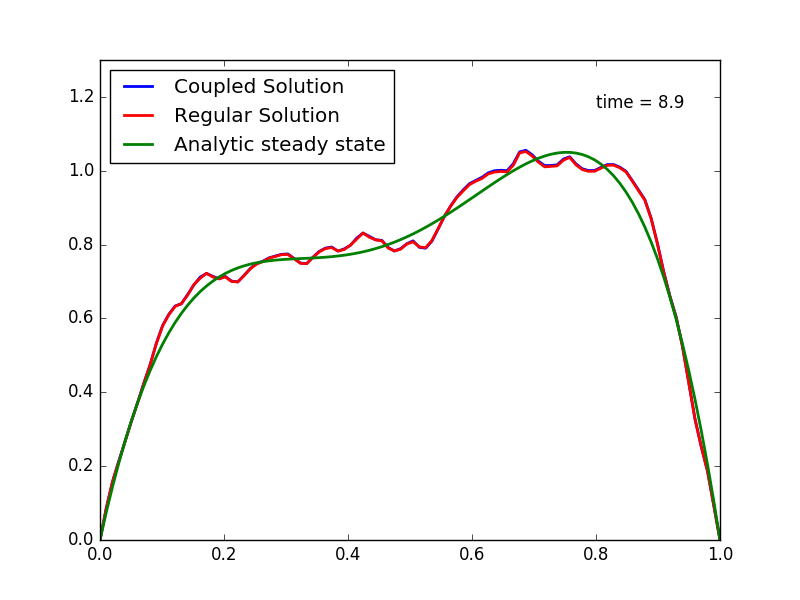 1.2
Coupled Solution
Regular Solution
Analytic steady state
time = 8.9
1.0
0.8
0.6
0.4
0.2
0.0
0.0 0.2 0.4 0.6 0.8 1.0